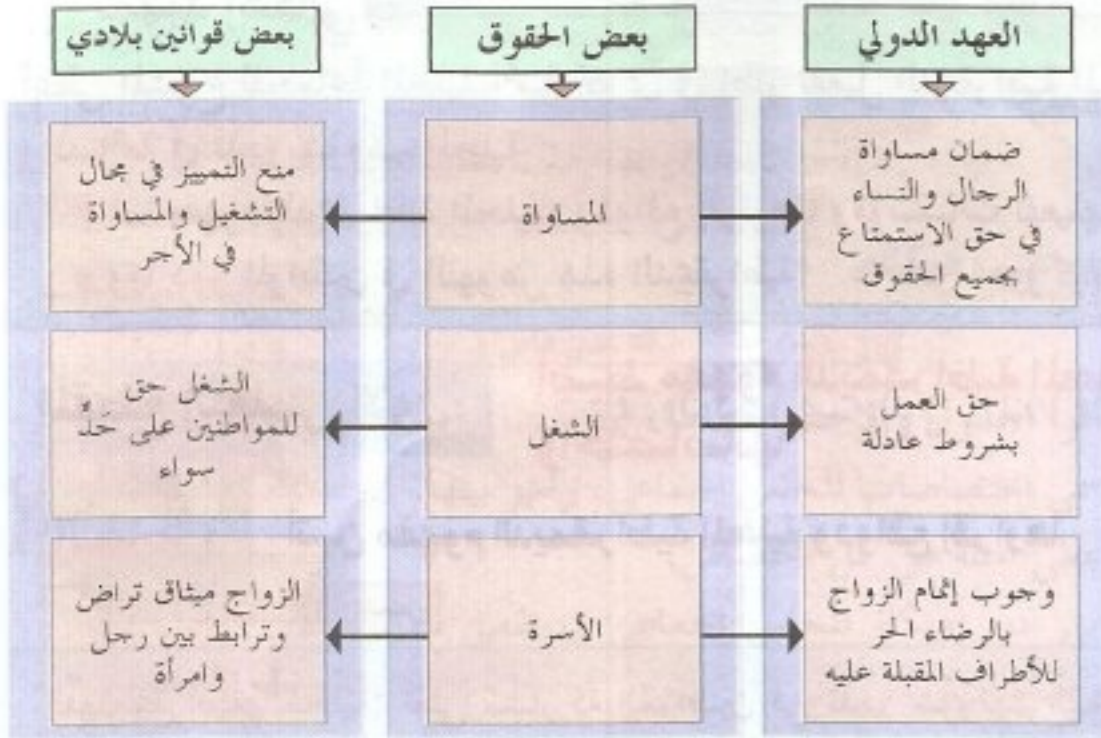 العهد الدولي
بعض الحقوق
بعض قوانين بلادي
ضمان مساواة
الرجال والنساء
في حق الاستمتاع
بجميع الحقوق
المساواة
منع التمييز في مجال
التشغيل والمساواة
في الأجر
حق العمل
بشروط عادلة
الشغل
الشغل حق
للمواطنين على حَدٍّ
سواء
وجوب إتمام الزواج
بالرضاء الحر
للأطراف المقبلة عليه
الأسرة
الزواج ميثاق تراض
وترابط بين رجل
وامرأة